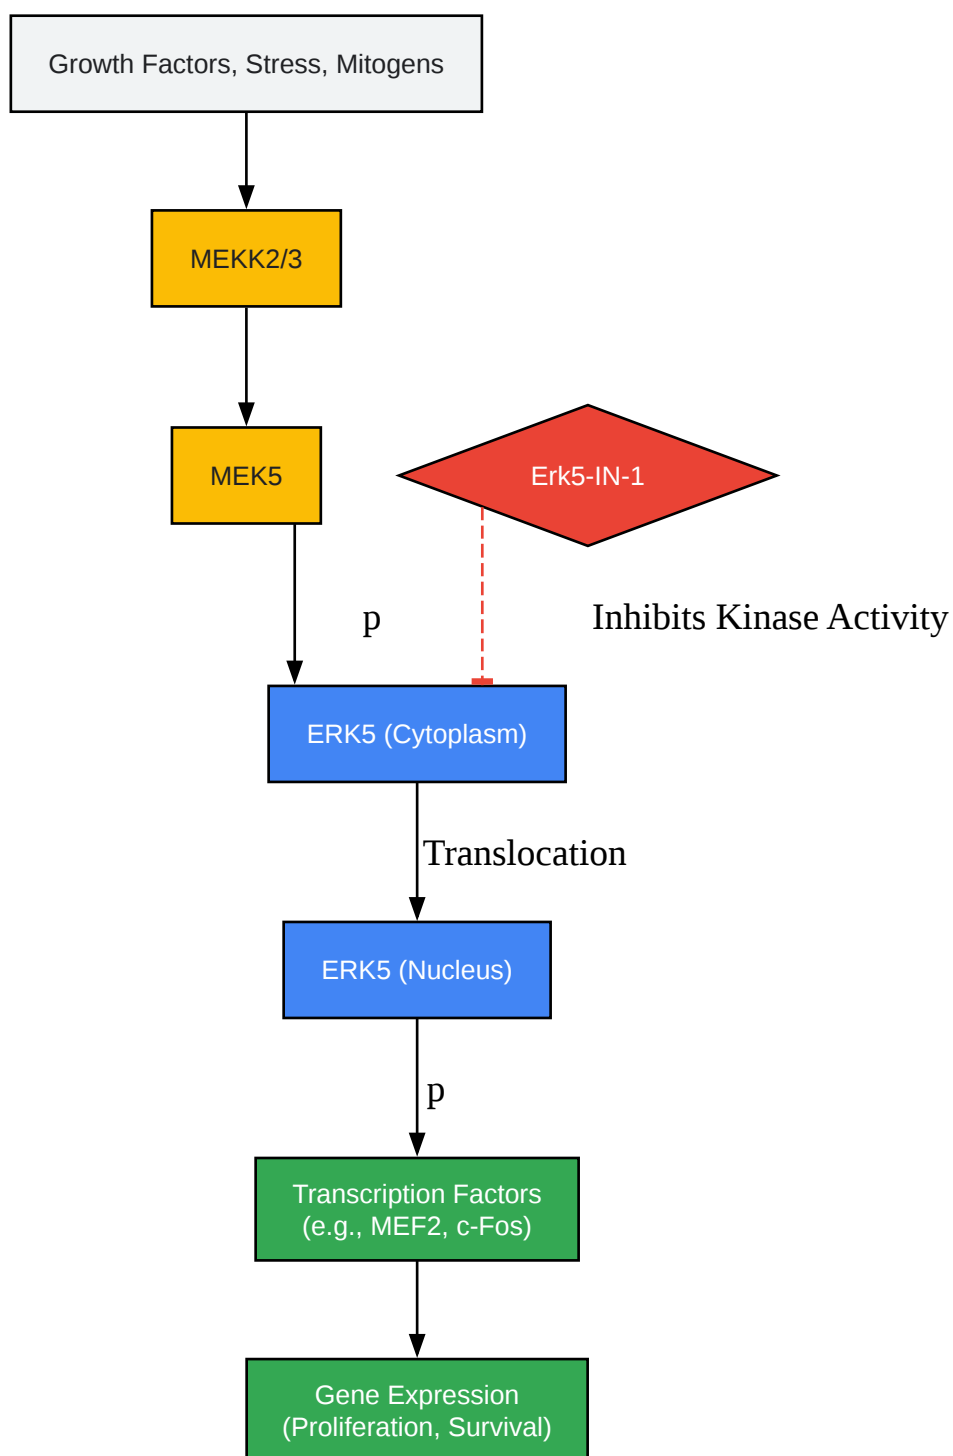 Growth Factors, Stress, Mitogens
MEKK2/3
MEK5
Erk5-IN-1
p
Inhibits Kinase Activity
ERK5 (Cytoplasm)
Translocation
ERK5 (Nucleus)
p
Transcription Factors
(e.g., MEF2, c-Fos)
Gene Expression
(Proliferation, Survival)